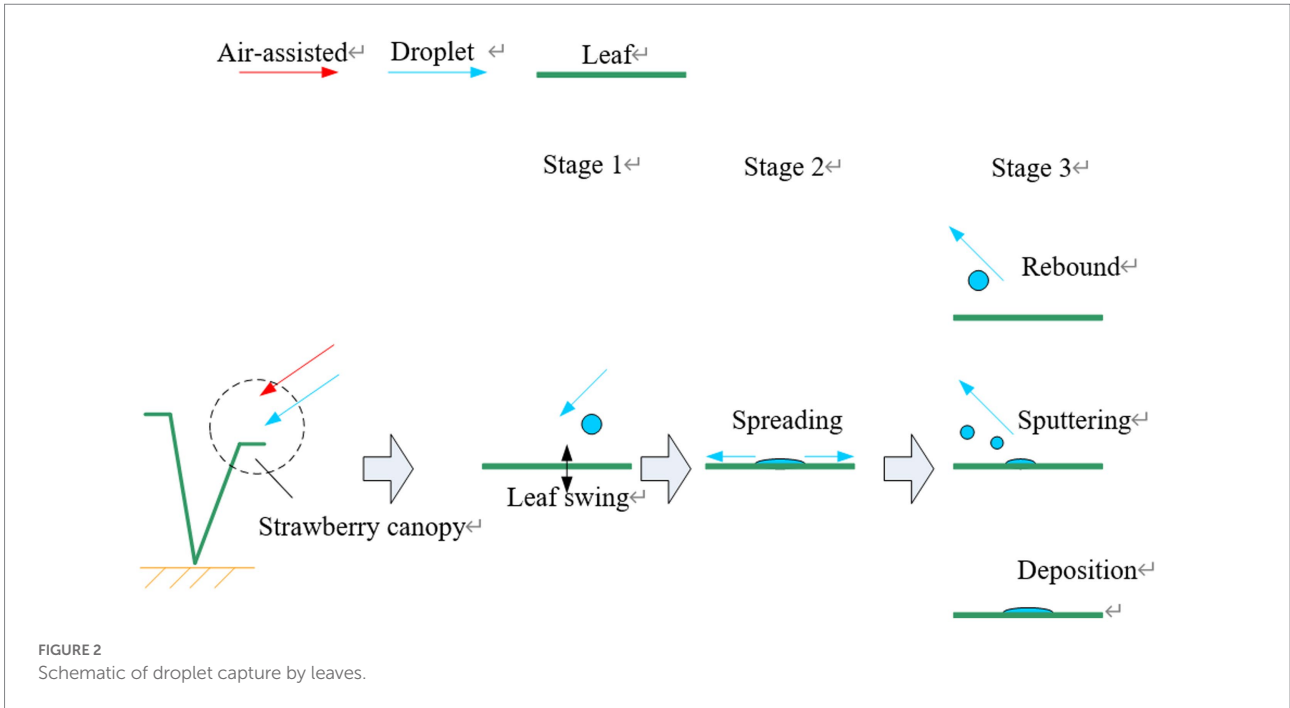 Air-assisted↵ Droplet ↵ Leaf↵
Stage 1↵ Stage 2↵ Stage 3↵
Rebound↵
Spreading Sputtering↵
Leaf swing↵
Strawberry canopy↵
Deposition↵
↵
FIGURE 2
Schematic of droplet capture by leaves.